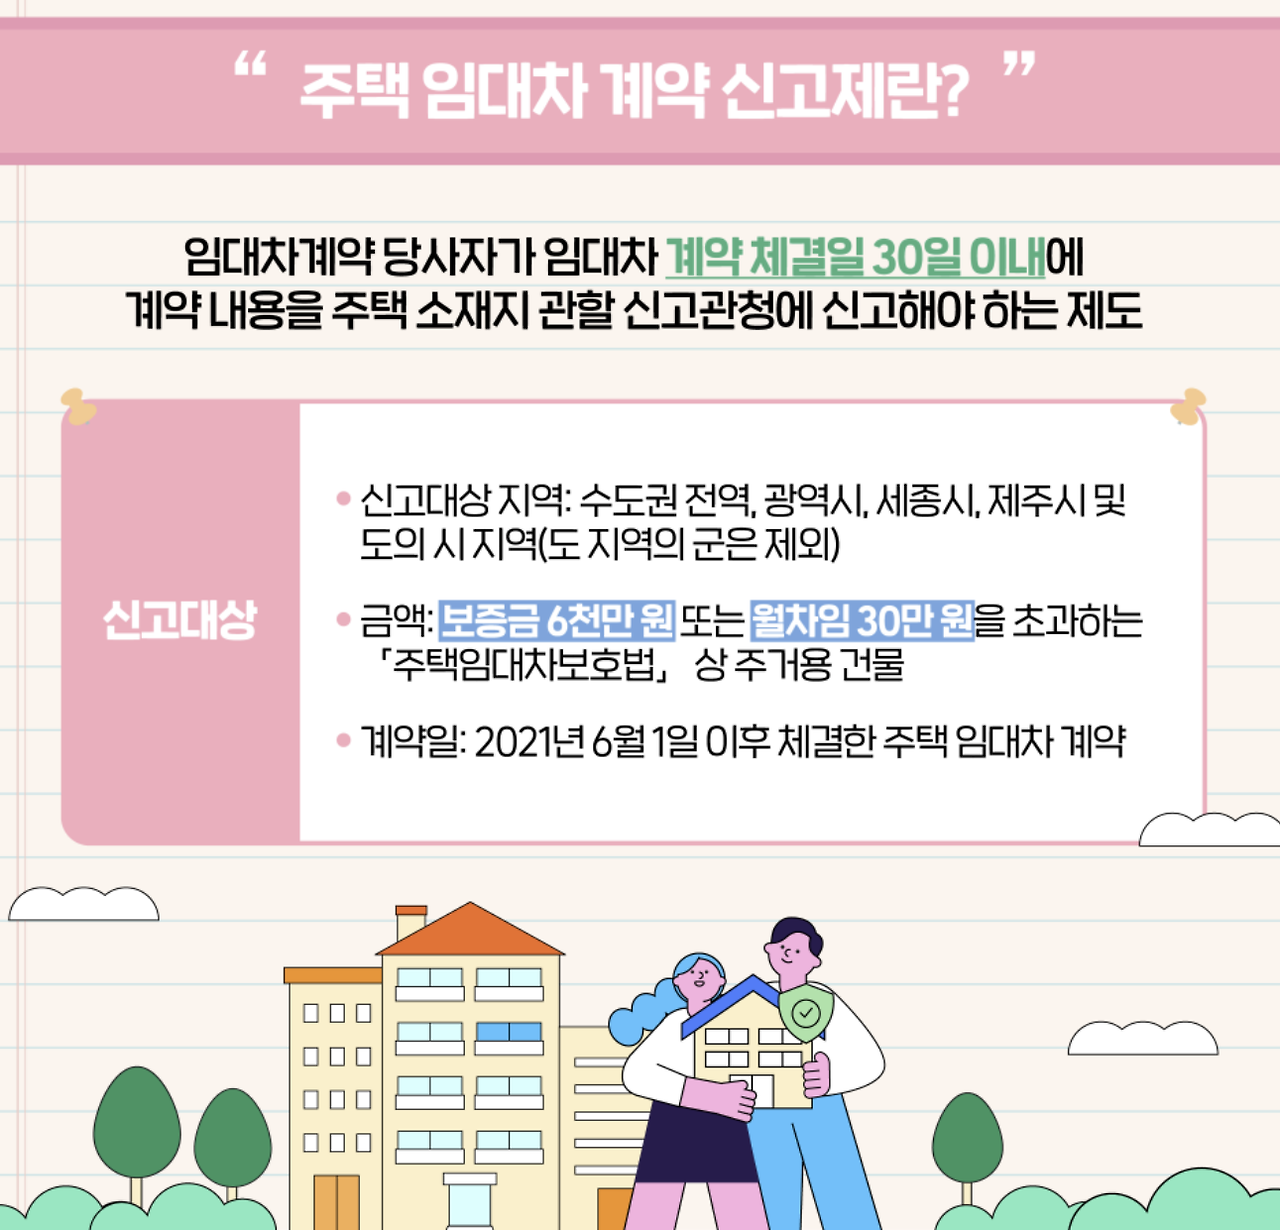 “ 주택 임대차 계약 신고제란? ”
임대차계약 당사자가 임대차 계약 체결일 30일 이내에
계약 내용을 주택 소재지 관할 신고관청에 신고해야 하는 제도
신고대상
• 신고대상 지역: 수도권 전역, 광역시, 세종시, 제주시 및
도의 시 지역(도 지역의 군은 제외)
• 금액: 보증금 6천만 원 또는 월차임 30만 원을 초과하는
「주택임대차보호법」 상 주거용 건물
• 계약일: 2021년 6월 1일 이후 체결한 주택 임대차 계약